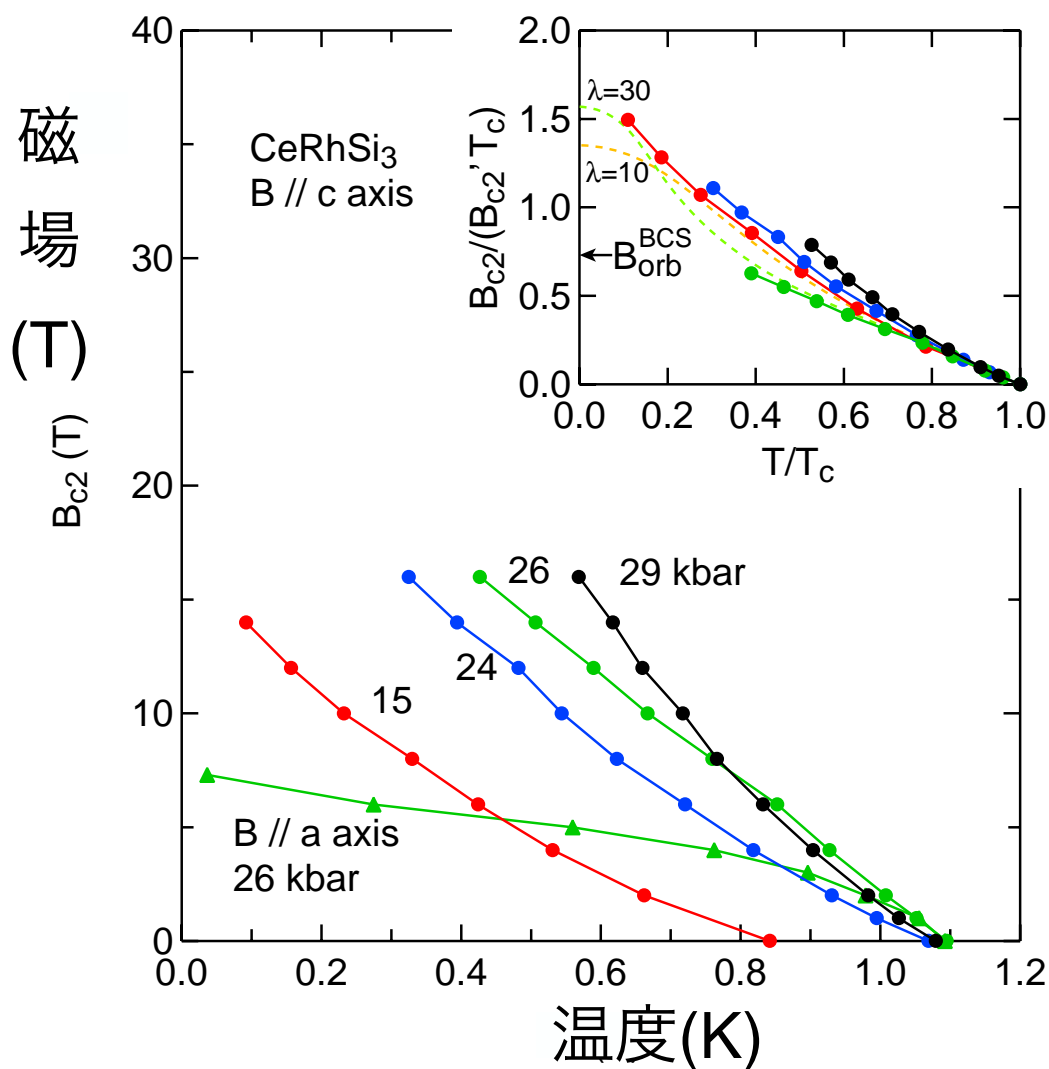 磁
場
(T)
B_c2 (T)
40
30
20
10
0
0.0 0.2 0.4 0.6 0.8 1.0 1.2
温度(K)
CeRhSi3
B // c axis
15
24
26
29 kbar
B // a axis
26 kbar
B_c2/(B_c2' T_c)
2.0
1.5
1.0
0.5
0.0
0.0 0.2 0.4 0.6 0.8 1.0
T/T_c
λ=30
λ=10
B_orb^BCS